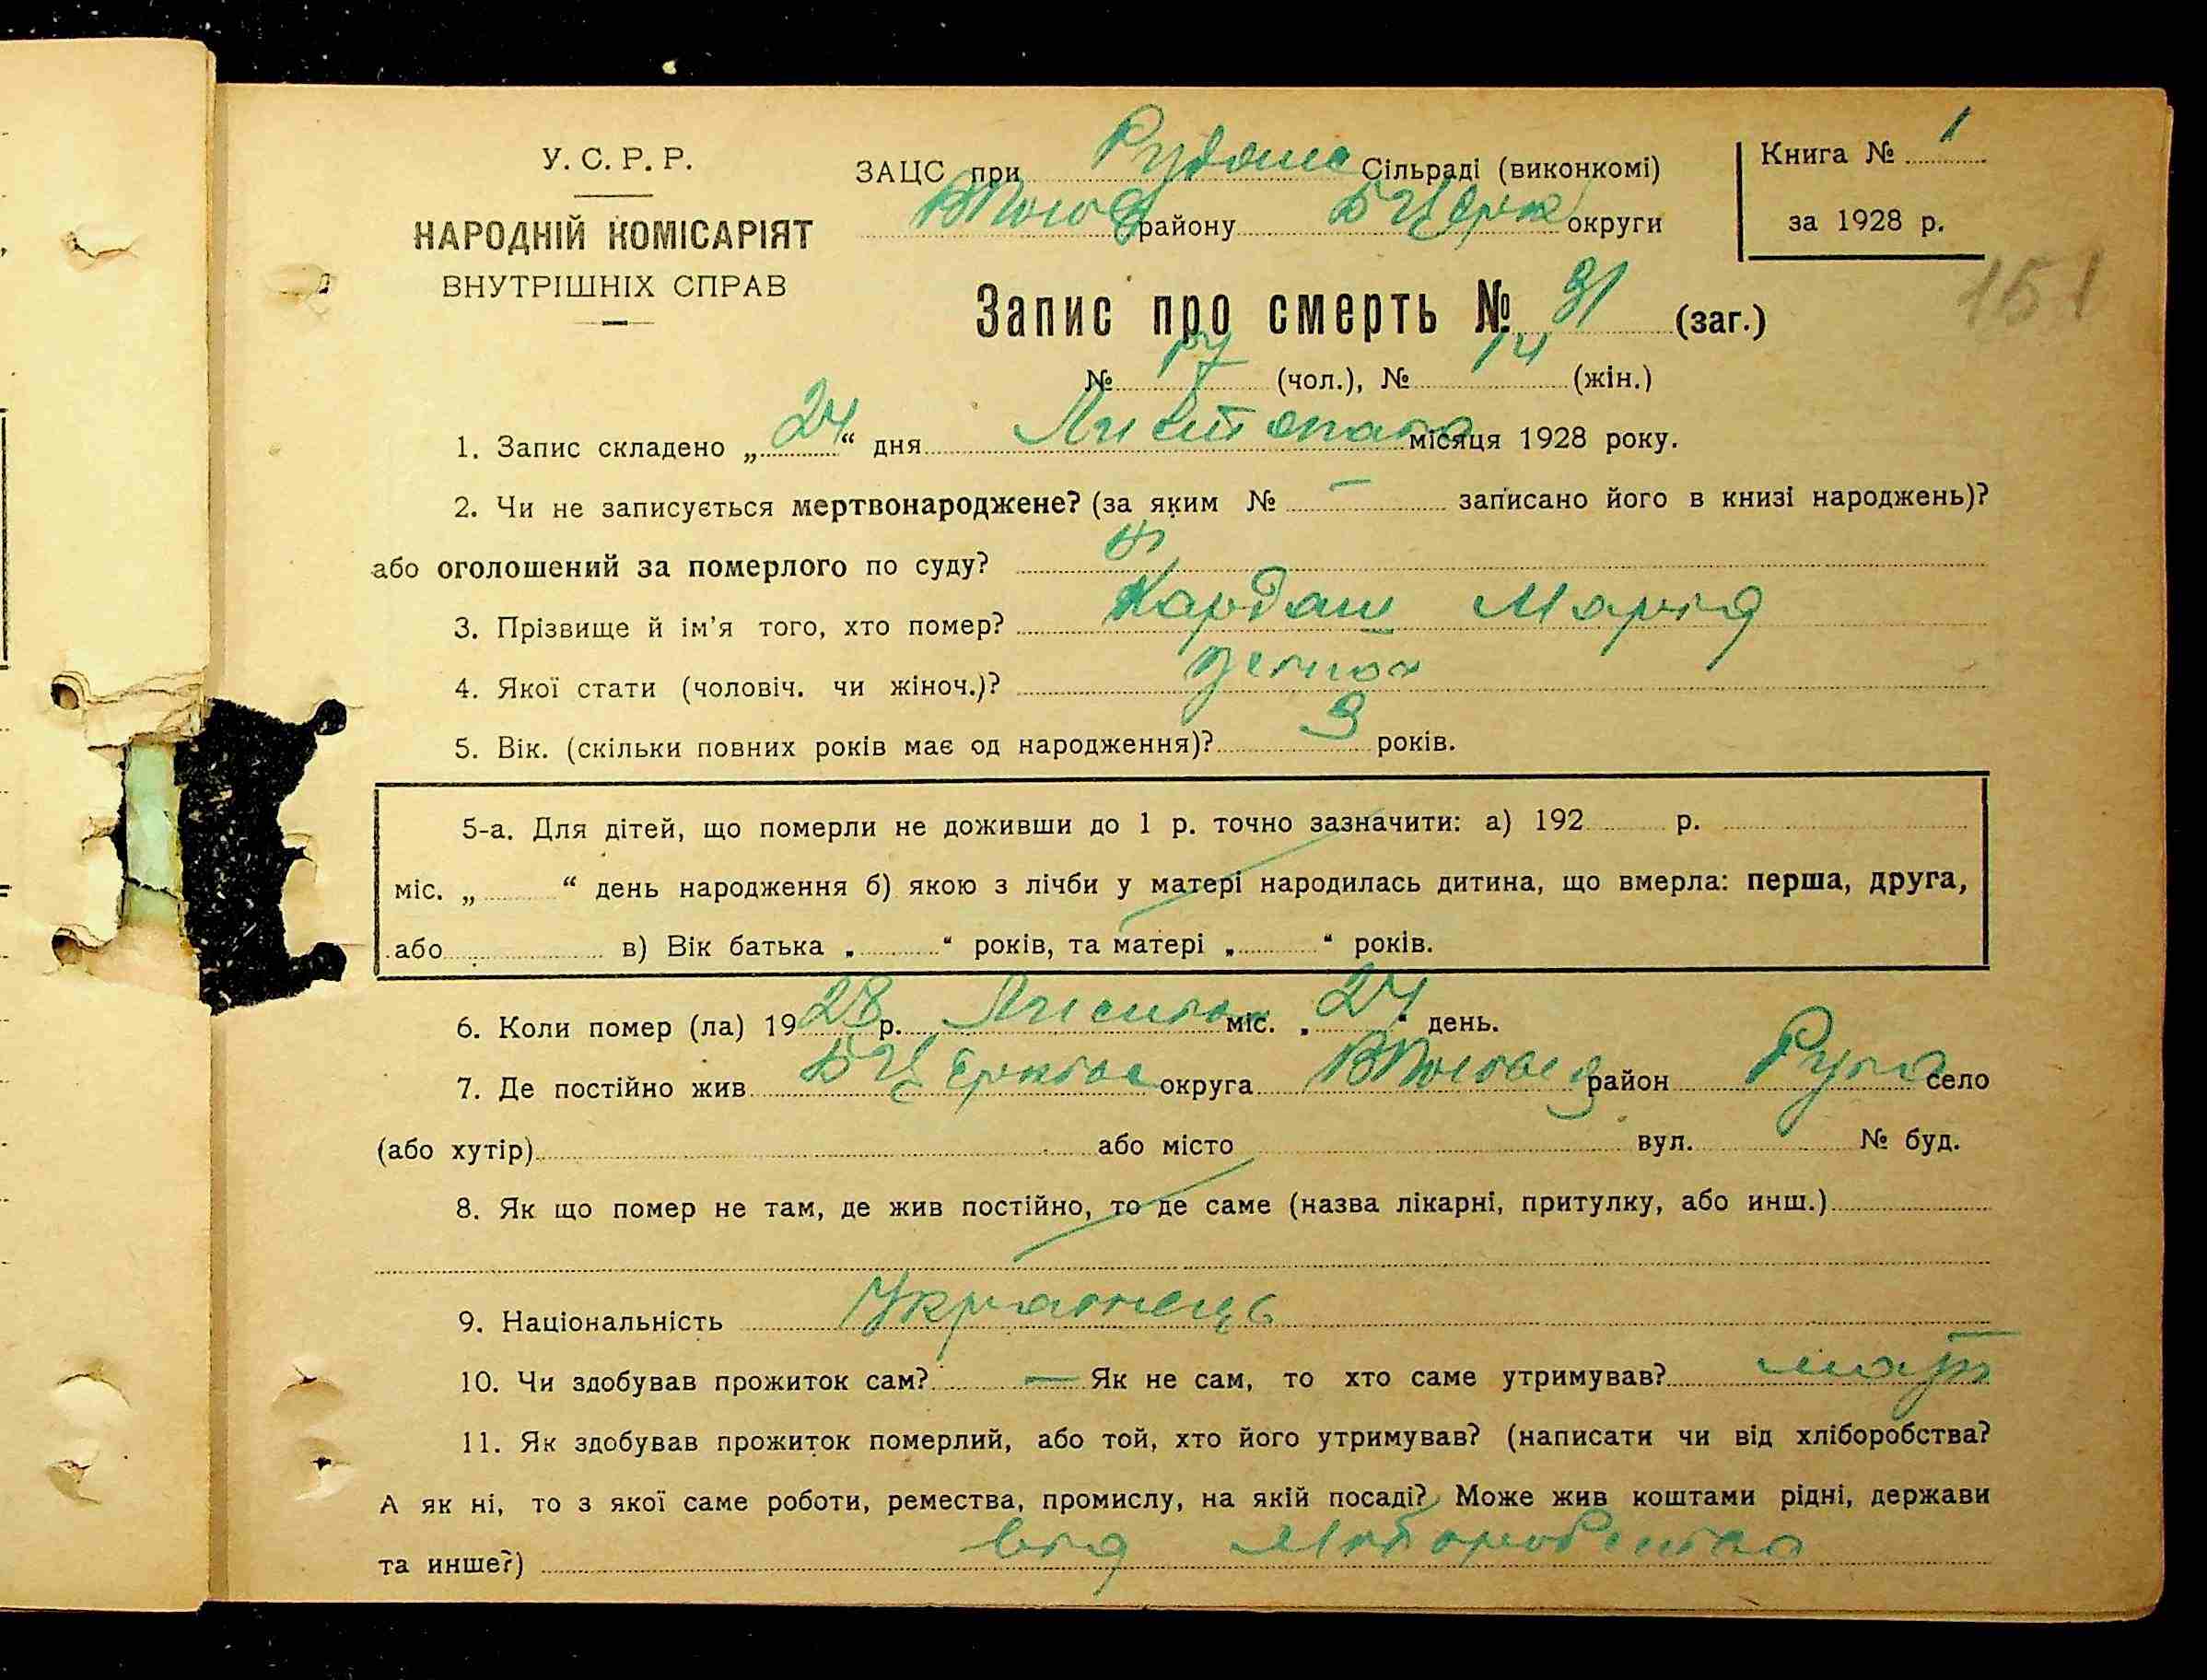 У. С. Р. Р.
НАРОДНІЙ КОМІСАРІЯТ
ВНУТРІШНІХ СПРАВ
ЗАЦС при Сільраді (виконкомі)
району БЦерк округи
Книга № 1
за 1928 р.
151
Запис про смерть № 31 (заг.)
№ 17 (чол.), № 14 (жін.)
1. Запис складено „24“ дня Листопада місяця 1928 року.
2. Чи не записується мертвонароджене? (за яким № — записано його в книзі народжень)?
або оголошений за померлого по суду?
3. Прізвище й ім’я того, хто помер? Кардаш Марія
4. Якої стати (чоловіч. чи жіноч.)?
5. Вік. (скільки повних років має од народження)? років.
5-а. Для дітей, що померли не доживши до 1 р. точно зазначити: а) 192 р.
міс. „ “ день народження б) якою з лічби у матері народилась дитина, що вмерла: перша, друга,
або в) Вік батька „ “ років, та матері „ “ років.
6. Коли помер (ла) 1928 р. міс. „24“ день.
7. Де постійно жив БЦерківс округа район село
(або хутір) або місто вул. № буд.
8. Як що помер не там, де жив постійно, то де саме (назва лікарні, притулку, або инш.)
9. Національність Українець
10. Чи здобував прожиток сам? — Як не сам, то хто саме утримував?
11. Як здобував прожиток померлий, або той, хто його утримував? (написати чи від хліборобства?
А як ні, то з якої саме роботи, ремества, промислу, на якій посаді? Може жив коштами рідні, держави
та инше?) від хліборобства